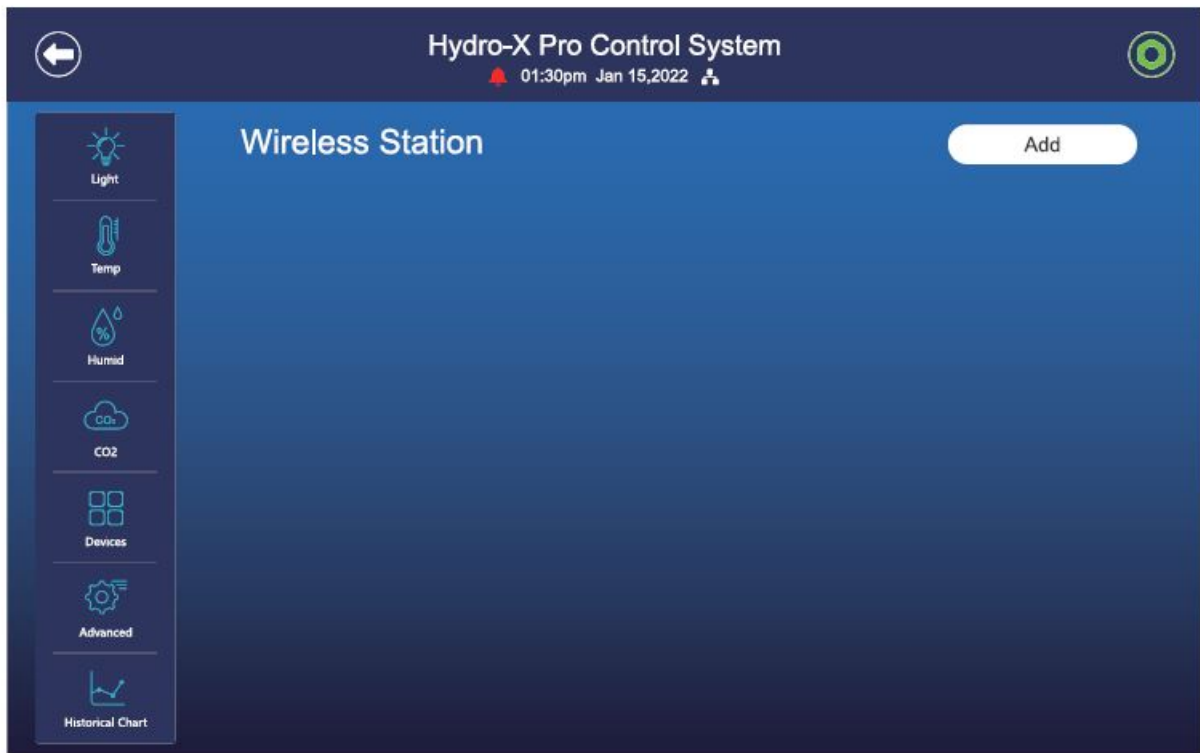 Hydro-X Pro Control System
01:30pm Jan 15,2022
Wireless Station
Add
Light
Temp
%
Humid
CO₂
CO2
Devices
Advanced
Historical Chart